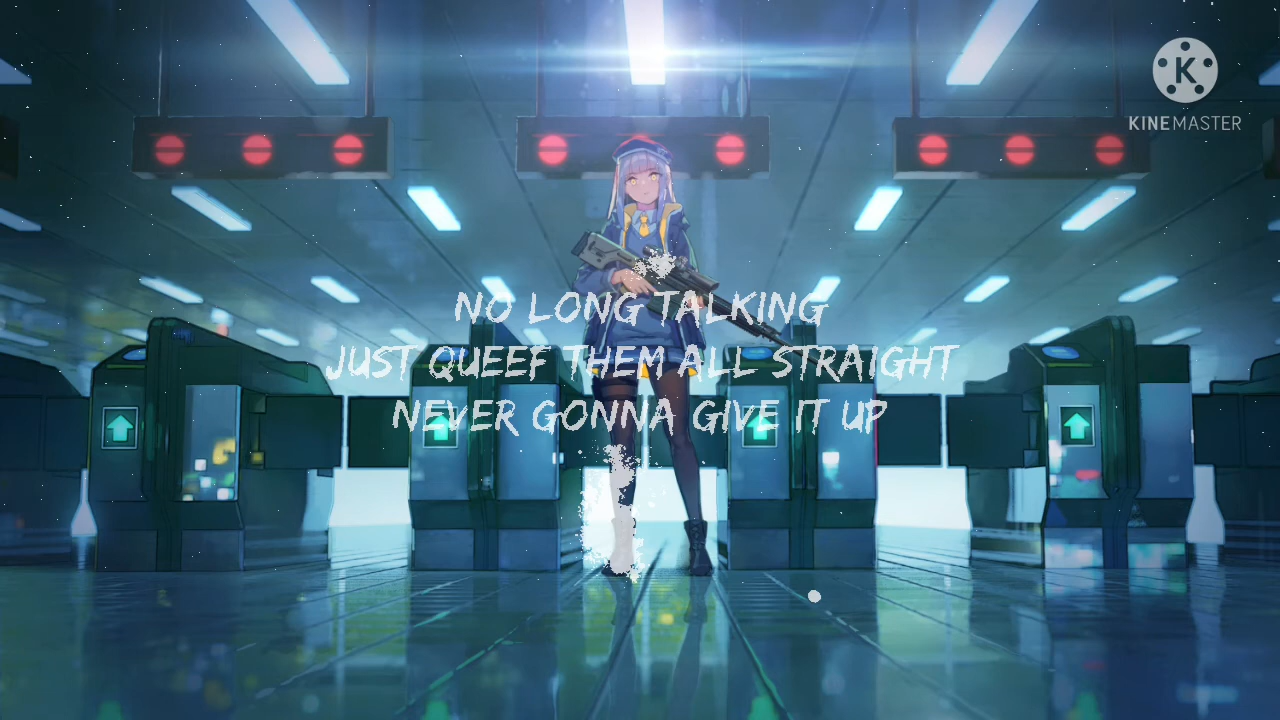 K
KINEMASTER
NO LONG TALKING
JUST QUEEF THEM ALL STRAIGHT
NEVER GONNA GIVE IT UP